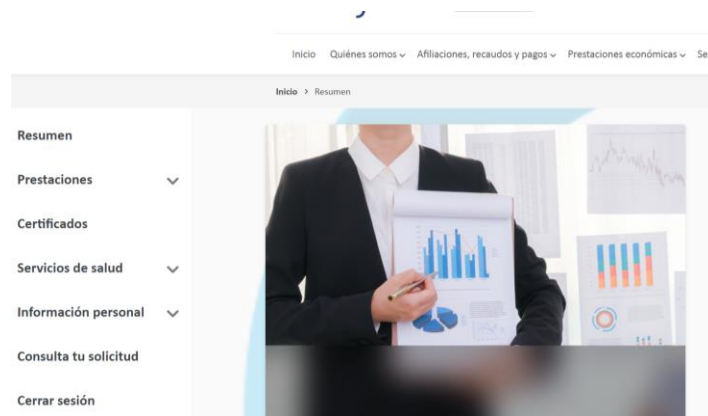 Inicio Quiénes somos Afiliaciones, recaudos y pagos Prestaciones económicas Se
Inicio > Resumen
Resumen
Prestaciones
Certificados
Servicios de salud
Información personal
Consulta tu solicitud
Cerrar sesión